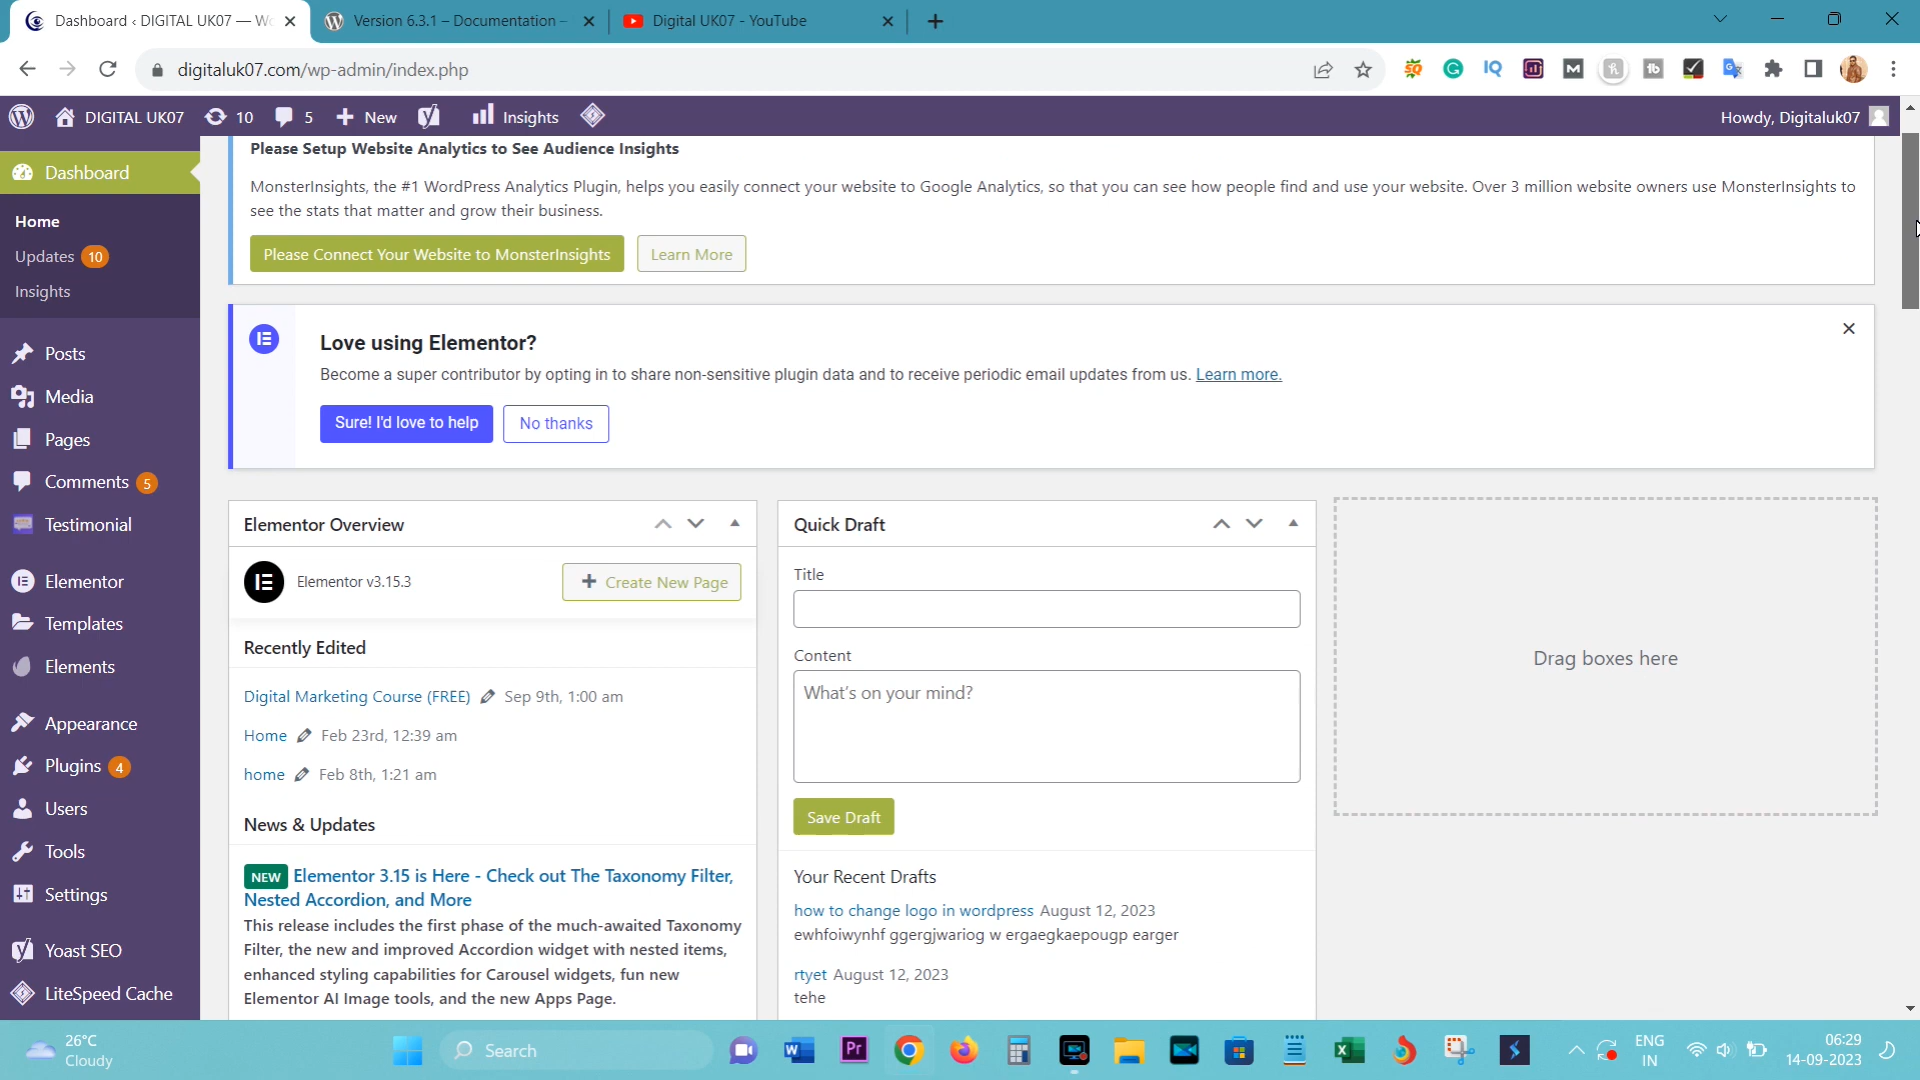 Dashboard ‹ DIGITAL UK07 — Wo
Version 6.3.1 – Documentation –
Digital UK07 - YouTube
digitaluk07.com/wp-admin/index.php
DIGITAL UK07
10
5
New
Insights
Howdy, Digitaluk07
Dashboard
Home
Updates 10
Insights
Posts
Media
Pages
Comments 5
Testimonial
Elementor
Templates
Elements
Appearance
Plugins 4
Users
Tools
Settings
Yoast SEO
LiteSpeed Cache
Please Setup Website Analytics to See Audience Insights
MonsterInsights, the #1 WordPress Analytics Plugin, helps you easily connect your website to Google Analytics, so that you can see how people find and use your website. Over 3 million website owners use MonsterInsights to
see the stats that matter and grow their business.
Please Connect Your Website to MonsterInsights
Learn More
Love using Elementor?
Become a super contributor by opting in to share non-sensitive plugin data and to receive periodic email updates from us. Learn more.
Sure! I'd love to help
No thanks
Elementor Overview
Elementor v3.15.3
Create New Page
Recently Edited
Digital Marketing Course (FREE) Sep 9th, 1:00 am
Home Feb 23rd, 12:39 am
home Feb 8th, 1:21 am
News & Updates
NEW Elementor 3.15 is Here - Check out The Taxonomy Filter,
Nested Accordion, and More
This release includes the first phase of the much-awaited Taxonomy
Filter, the new and improved Accordion widget with nested items,
enhanced styling capabilities for Carousel widgets, fun new
Elementor AI Image tools, and the new Apps Page.
Quick Draft
Title
Content
What's on your mind?
Save Draft
Your Recent Drafts
how to change logo in wordpress August 12, 2023
ewhfoiwynhf ggergjwariog w ergaegkaepougp earger
rtyet August 12, 2023
tehe
Drag boxes here
26°C
Cloudy
Search
ENG
IN
06:29
14-09-2023